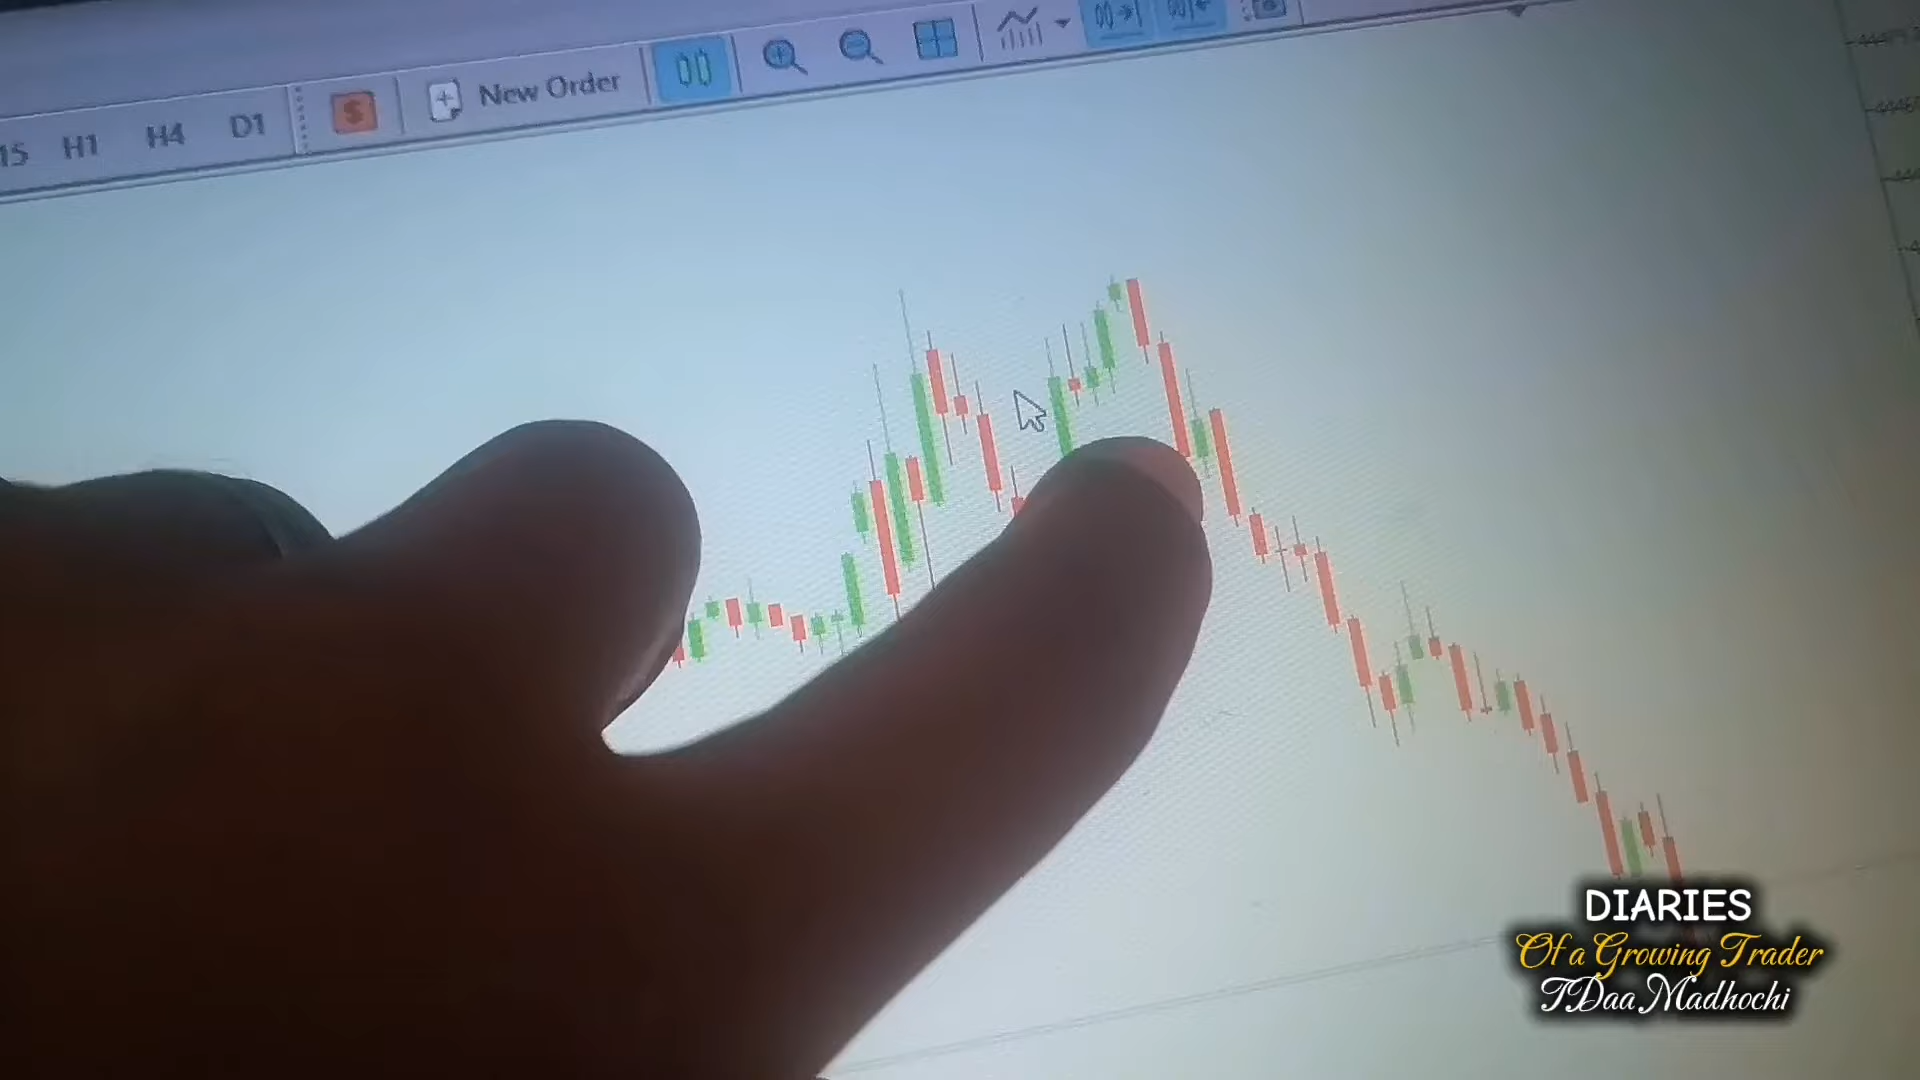 15 H1 H4 D1 $ New Order
DIARIES
Of a Growing Trader
TDaa Madhochi